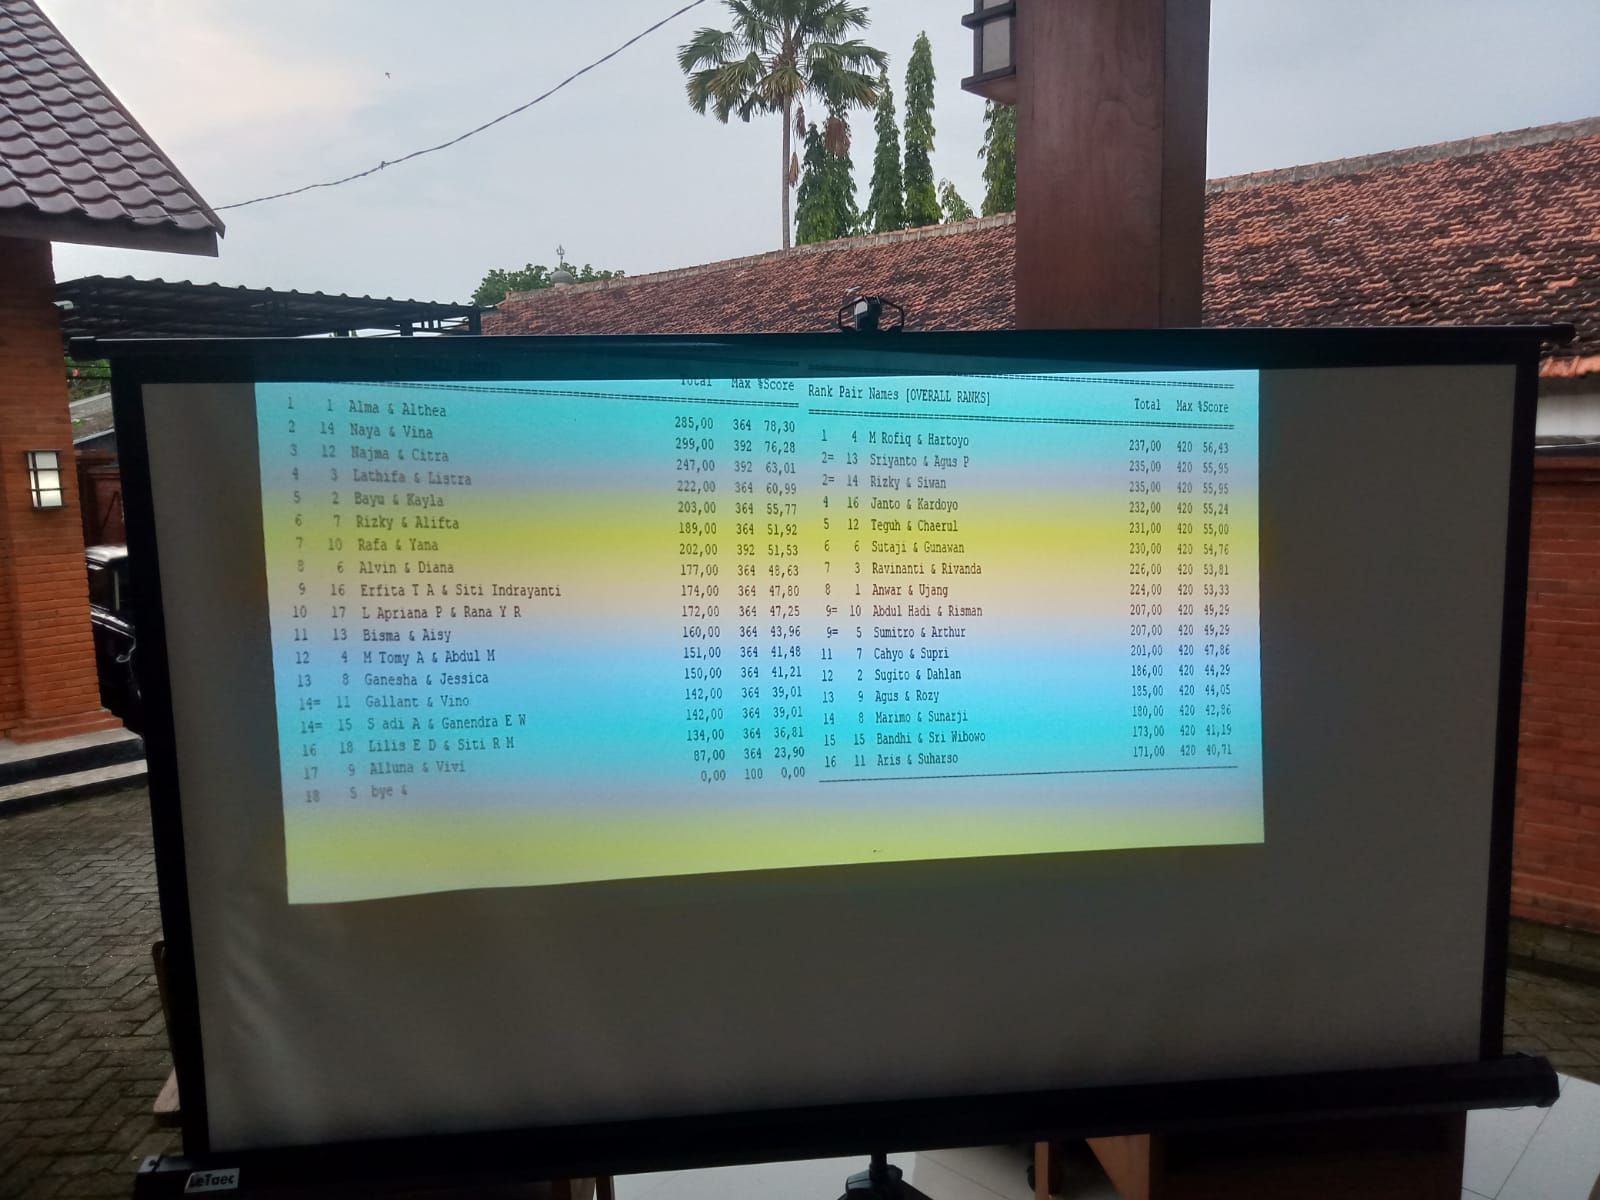 Total Max %Score
1 1 Alma & Althea 285,00 364 78,30
2 14 Naya & Vina 299,00 392 76,28
3 12 Najma & Citra 247,00 392 63,01
4 3 Lathifa & Listra 222,00 364 60,99
5 2 Bayu & Kayla 203,00 364 55,77
6 7 Rizky & Alifta 189,00 364 51,92
7 10 Rafa & Yana 202,00 392 51,53
8 6 Alvin & Diana 177,00 364 48,63
9 16 Erfita T A & Siti Indrayanti 174,00 364 47,80
10 17 L Apriana P & Rana Y R 172,00 364 47,25
11 13 Bisma & Aisy 160,00 364 43,96
12 4 M Tomy A & Abdul M 151,00 364 41,48
13 8 Ganesha & Jessica 150,00 364 41,21
14= 11 Gallant & Vino 142,00 364 39,01
14= 15 S adi A & Ganendra E W 142,00 364 39,01
16 18 Lilis E D & Siti R M 134,00 364 36,81
17 9 Alluna & Vivi 87,00 364 23,90
18 5 bye & 0,00 100 0,00
Rank Pair Names [OVERALL RANKS] Total Max %Score
1 4 M Rofiq & Hartoyo 237,00 420 56,43
2= 13 Sriyanto & Agus P 235,00 420 55,95
2= 14 Rizky & Siwan 235,00 420 55,95
4 16 Janto & Kardoyo 232,00 420 55,24
5 12 Teguh & Chaerul 231,00 420 55,00
6 6 Sutaji & Gunawan 230,00 420 54,76
7 3 Ravinanti & Rivanda 226,00 420 53,81
8 1 Anwar & Ujang 224,00 420 53,33
9= 10 Abdul Hadi & Risman 207,00 420 49,29
9= 5 Sumitro & Arthur 207,00 420 49,29
11 7 Cahyo & Supri 201,00 420 47,86
12 2 Sugito & Dahlan 186,00 420 44,29
13 9 Agus & Rozy 185,00 420 44,05
14 8 Marimo & Sunarji 180,00 420 42,86
15 15 Bandhi & Sri Wibowo 173,00 420 41,19
16 11 Aris & Suharso 171,00 420 40,71
LeTaec